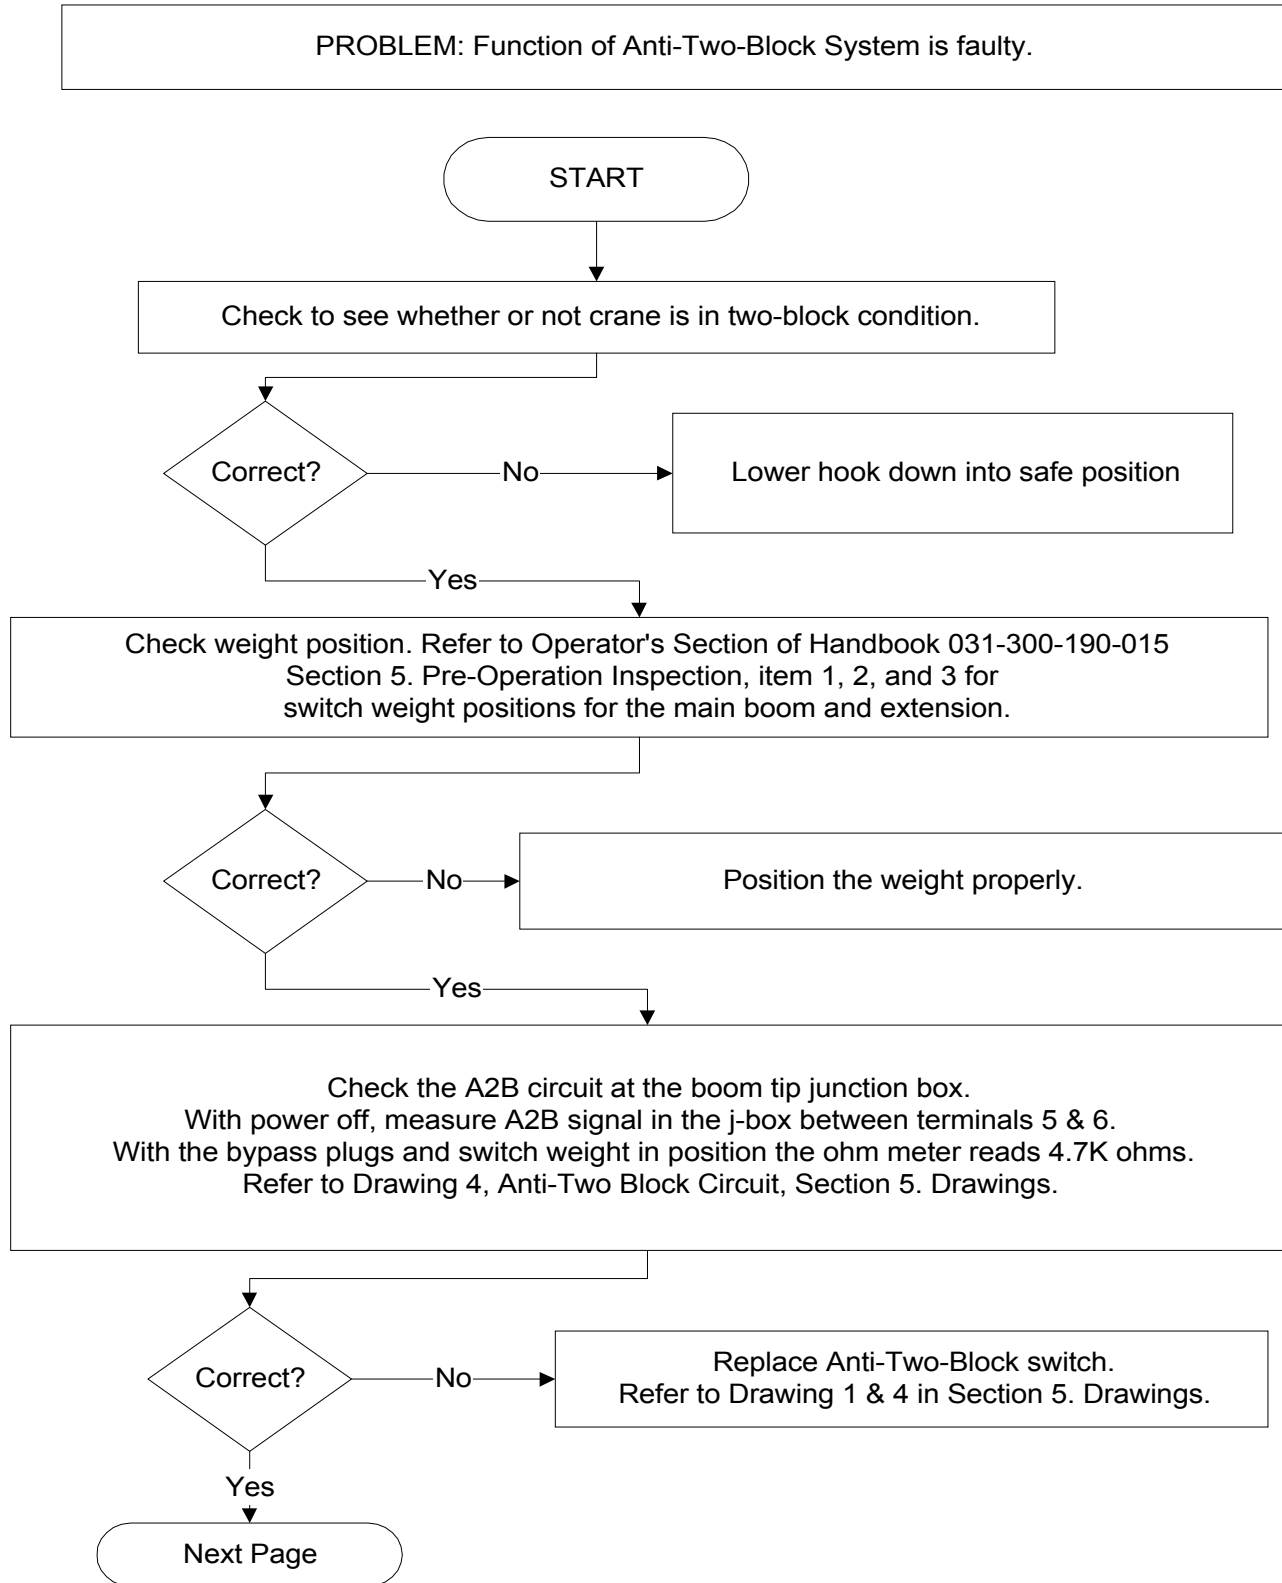 PROBLEM: Function of Anti-Two-Block System is faulty.
START
Check to see whether or not crane is in two-block condition.
Correct?
No
Lower hook down into safe position
Yes
Check weight position. Refer to Operator's Section of Handbook 031-300-190-015
Section 5. Pre-Operation Inspection, item 1, 2, and 3 for
switch weight positions for the main boom and extension.
Correct?
No
Position the weight properly.
Yes
Check the A2B circuit at the boom tip junction box.
With power off, measure A2B signal in the j-box between terminals 5 & 6.
With the bypass plugs and switch weight in position the ohm meter reads 4.7K ohms.
Refer to Drawing 4, Anti-Two Block Circuit, Section 5. Drawings.
Correct?
No
Replace Anti-Two-Block switch.
Refer to Drawing 1 & 4 in Section 5. Drawings.
Yes
Next Page